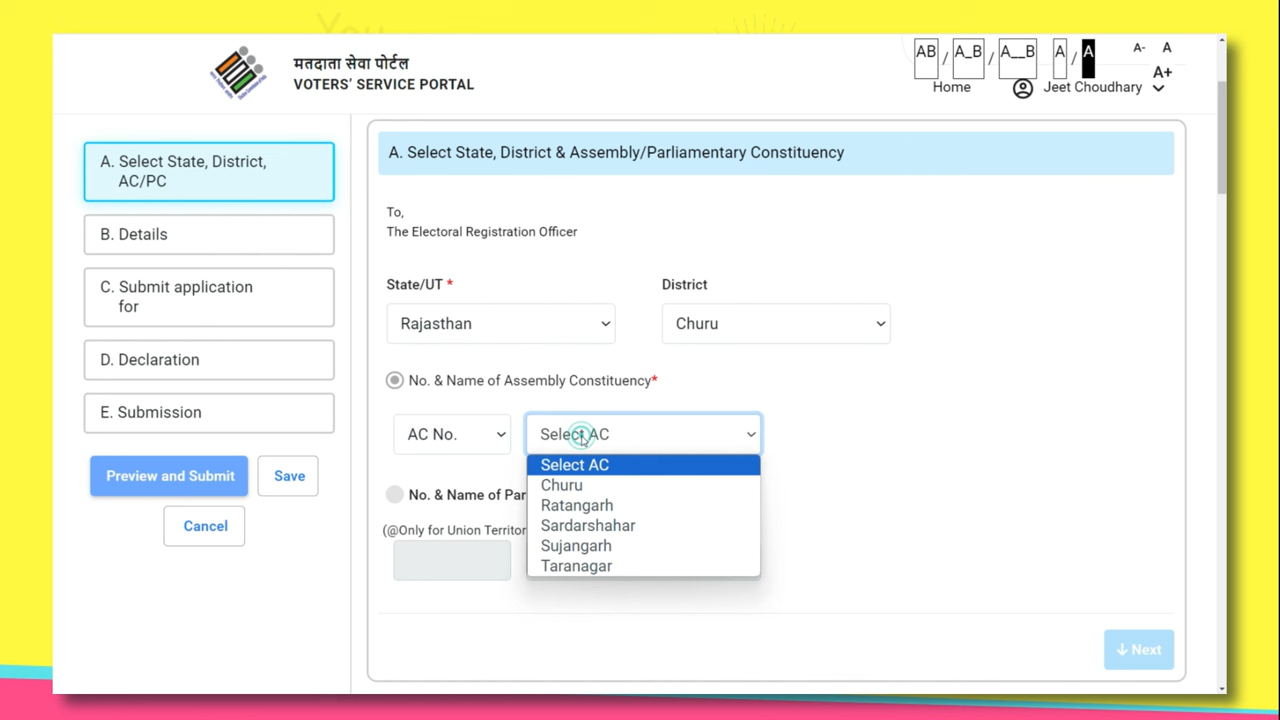 मतदाता सेवा पोर्टल
VOTERS' SERVICE PORTAL
AB / A_B / A__B A / A A- A
A+
Home Jeet Choudhary
A. Select State, District,
AC/PC
B. Details
C. Submit application
for
D. Declaration
E. Submission
Preview and Submit Save
Cancel
A. Select State, District & Assembly/Parliamentary Constituency
To,
The Electoral Registration Officer
State/UT * District
Rajasthan Churu
No. & Name of Assembly Constituency*
AC No. Select AC
Select AC
Churu
Ratangarh
Sardarshahar
Sujangarh
Taranagar
No. & Name of Par
(@Only for Union Territor
Next